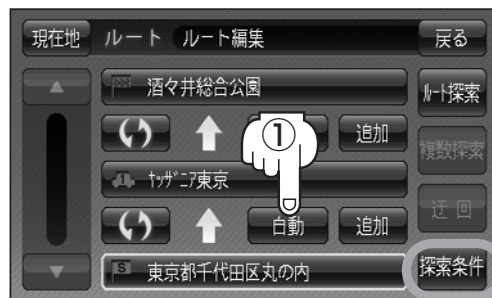 現在地 ルート ルート編集 戻る
酒々井総合公園 ルート探索
① 追加 複数探索
1 ヤッザニア東京
自動 追加 迂回
S 東京都千代田区丸の内 探索条件